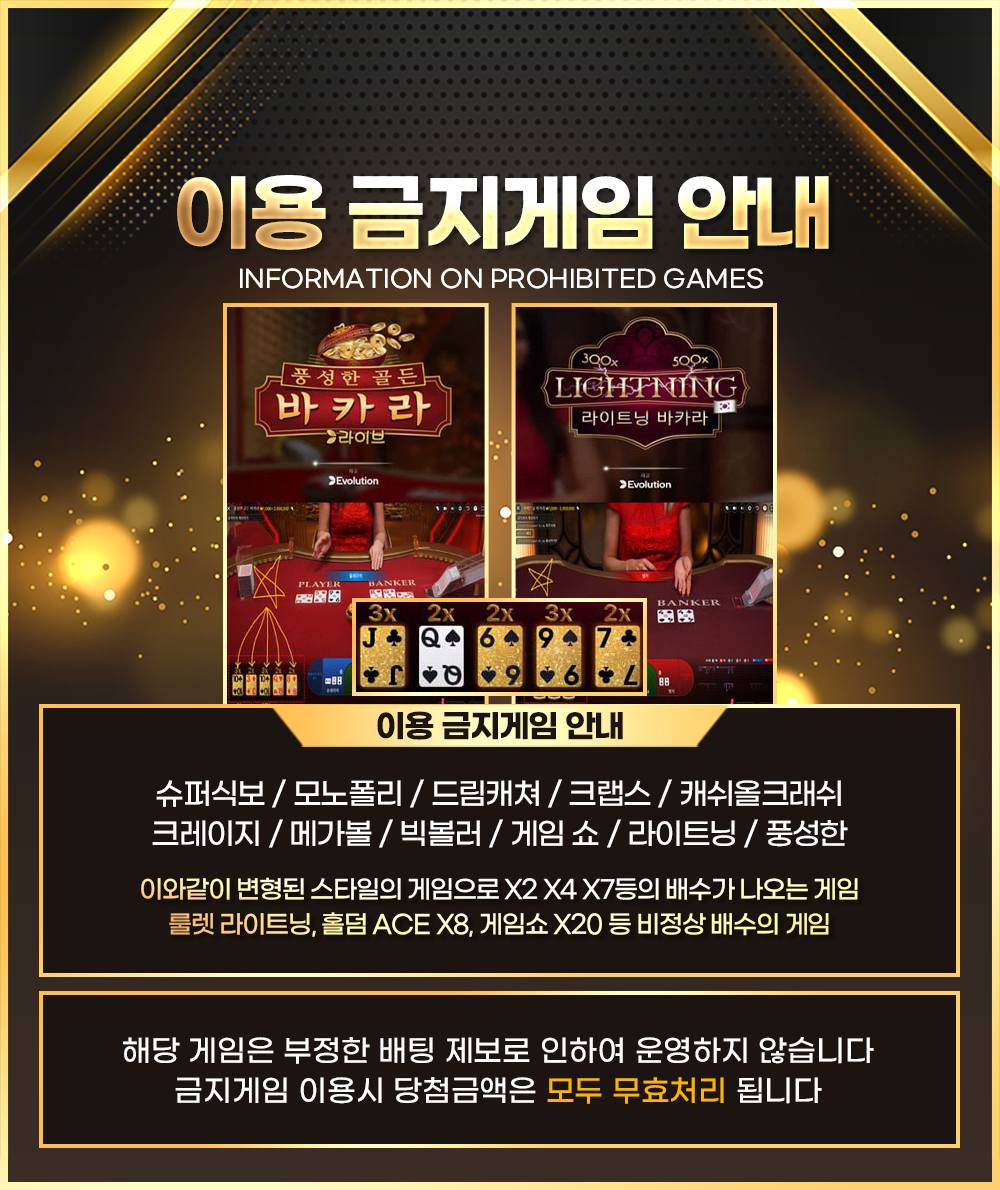 이용 금지게임 안내
INFORMATION ON PROHIBITED GAMES
풍성한 골든
바카라
라이브
제공
Evolution
300x 500x
LIGHTNING
라이트닝 바카라
제공
Evolution
PLAYER BANKER
BANKER
3x 2x 2x 3x 2x
J Q 6 9 7
이용 금지게임 안내
슈퍼식보 / 모노폴리 / 드림캐쳐 / 크랩스 / 캐쉬올크래쉬
크레이지 / 메가볼 / 빅볼러 / 게임 쇼 / 라이트닝 / 풍성한
이와같이 변형된 스타일의 게임으로 X2 X4 X7등의 배수가 나오는 게임
룰렛 라이트닝, 홀덤 ACE X8, 게임쇼 X20 등 비정상 배수의 게임
해당 게임은 부정한 배팅 제보로 인하여 운영하지 않습니다
금지게임 이용시 당첨금액은 모두 무효처리 됩니다